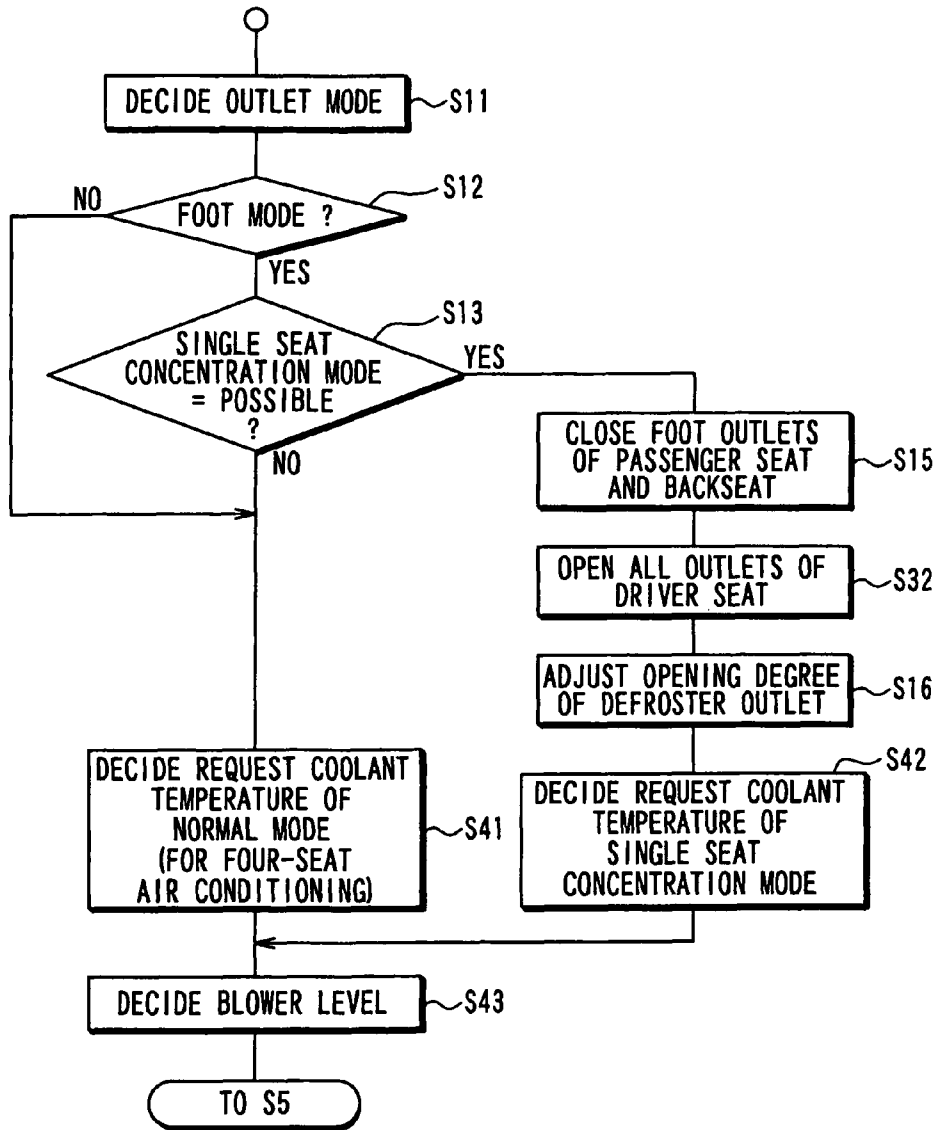 DECIDE OUTLET MODE
S11
S12
NO
FOOT MODE ?
YES
S13
SINGLE SEAT
CONCENTRATION MODE
= POSSIBLE
?
YES
NO
CLOSE FOOT OUTLETS
OF PASSENGER SEAT
AND BACKSEAT
S15
OPEN ALL OUTLETS OF
DRIVER SEAT
S32
ADJUST OPENING DEGREE
OF DEFROSTER OUTLET
S16
DECIDE REQUEST COOLANT
TEMPERATURE OF
NORMAL MODE
(FOR FOUR-SEAT
AIR CONDITIONING)
S41
S42
DECIDE REQUEST COOLANT
TEMPERATURE OF
SINGLE SEAT
CONCENTRATION MODE
DECIDE BLOWER LEVEL
S43
TO S5